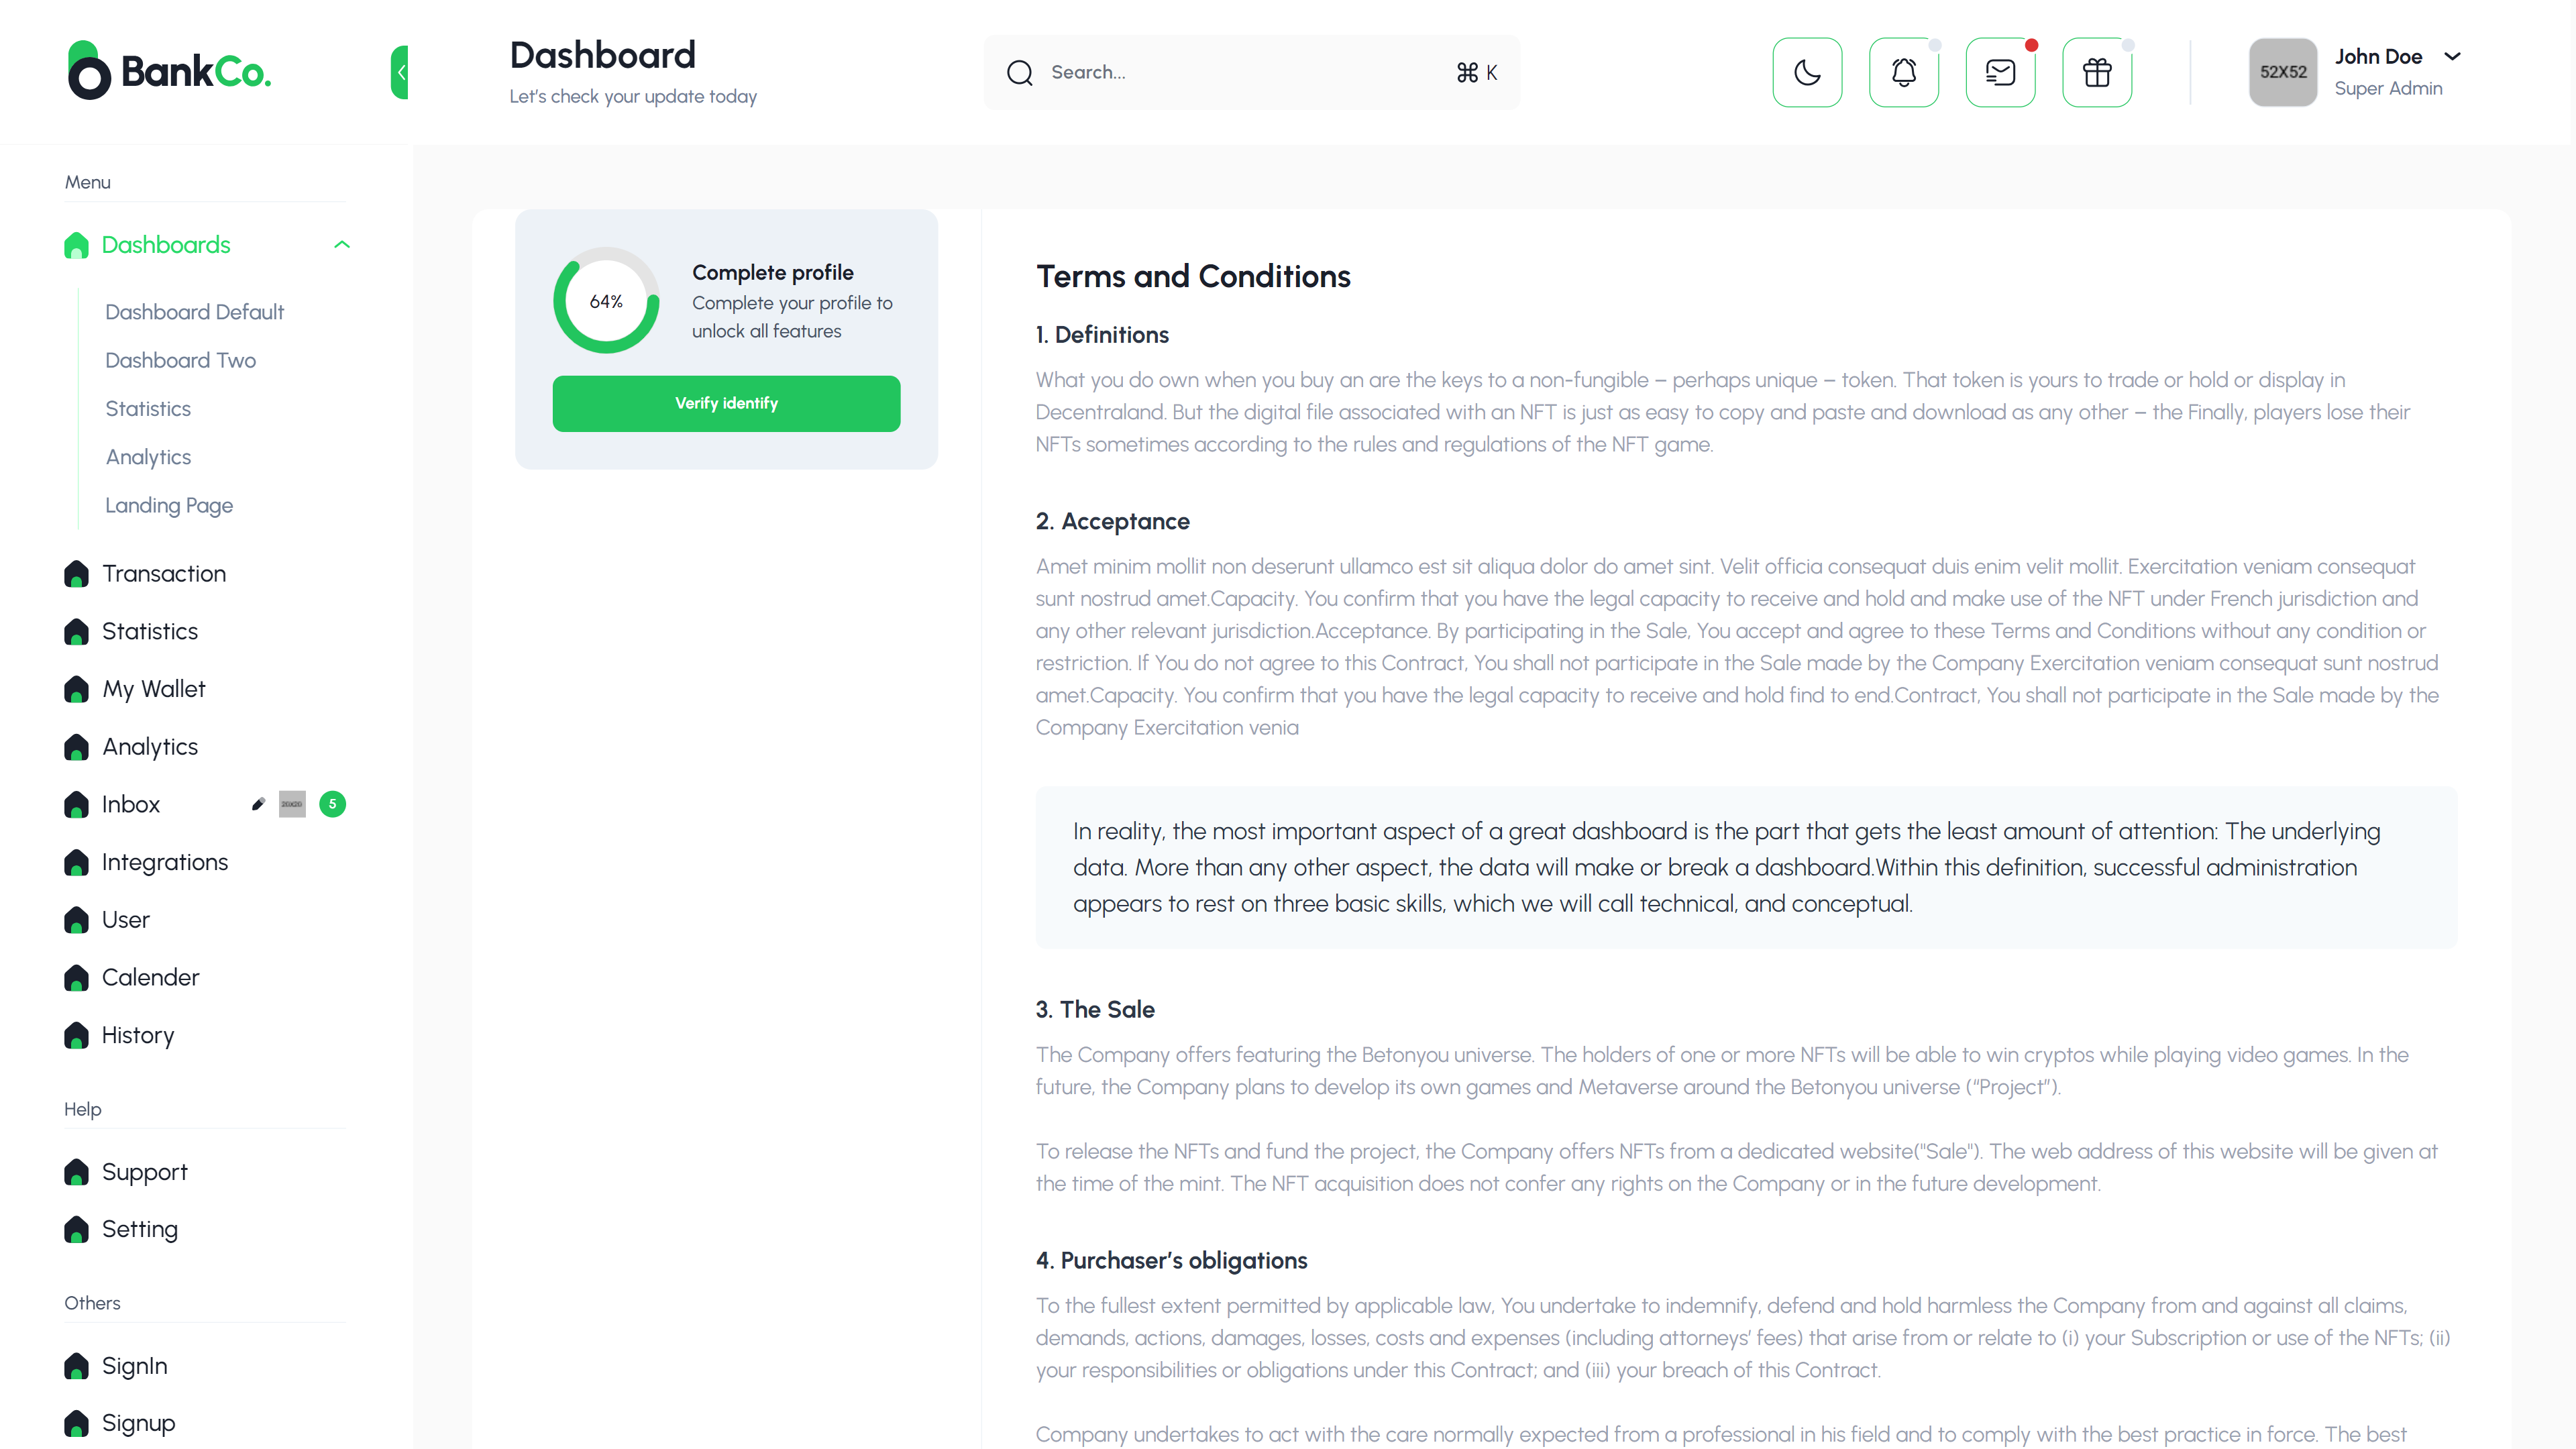 BankCo.
Dashboard
Let's check your update today
Search...
⌘ K
52X52
John Doe
Super Admin
Menu
Dashboards
Dashboard Default
Dashboard Two
Statistics
Analytics
Landing Page
Transaction
Statistics
My Wallet
Analytics
Inbox
5
Integrations
User
Calender
History
Help
Support
Setting
Others
SignIn
Signup
64%
Complete profile
Complete your profile to
unlock all features
Verify identify
Terms and Conditions
1. Definitions
What you do own when you buy an are the keys to a non-fungible – perhaps unique – token. That token is yours to trade or hold or display in
Decentraland. But the digital file associated with an NFT is just as easy to copy and paste and download as any other – the Finally, players lose their
NFTs sometimes according to the rules and regulations of the NFT game.
2. Acceptance
Amet minim mollit non deserunt ullamco est sit aliqua dolor do amet sint. Velit officia consequat duis enim velit mollit. Exercitation veniam consequat
sunt nostrud amet.Capacity. You confirm that you have the legal capacity to receive and hold and make use of the NFT under French jurisdiction and
any other relevant jurisdiction.Acceptance. By participating in the Sale, You accept and agree to these Terms and Conditions without any condition or
restriction. If You do not agree to this Contract, You shall not participate in the Sale made by the Company Exercitation veniam consequat sunt nostrud
amet.Capacity. You confirm that you have the legal capacity to receive and hold find to end.Contract, You shall not participate in the Sale made by the
Company Exercitation venia
In reality, the most important aspect of a great dashboard is the part that gets the least amount of attention: The underlying
data. More than any other aspect, the data will make or break a dashboard.Within this definition, successful administration
appears to rest on three basic skills, which we will call technical, and conceptual.
3. The Sale
The Company offers featuring the Betonyou universe. The holders of one or more NFTs will be able to win cryptos while playing video games. In the
future, the Company plans to develop its own games and Metaverse around the Betonyou universe (“Project”).
To release the NFTs and fund the project, the Company offers NFTs from a dedicated website("Sale"). The web address of this website will be given at
the time of the mint. The NFT acquisition does not confer any rights on the Company or in the future development.
4. Purchaser’s obligations
To the fullest extent permitted by applicable law, You undertake to indemnify, defend and hold harmless the Company from and against all claims,
demands, actions, damages, losses, costs and expenses (including attorneys’ fees) that arise from or relate to (i) your Subscription or use of the NFTs; (ii)
your responsibilities or obligations under this Contract; and (iii) your breach of this Contract.
Company undertakes to act with the care normally expected from a professional in his field and to comply with the best practice in force. The best